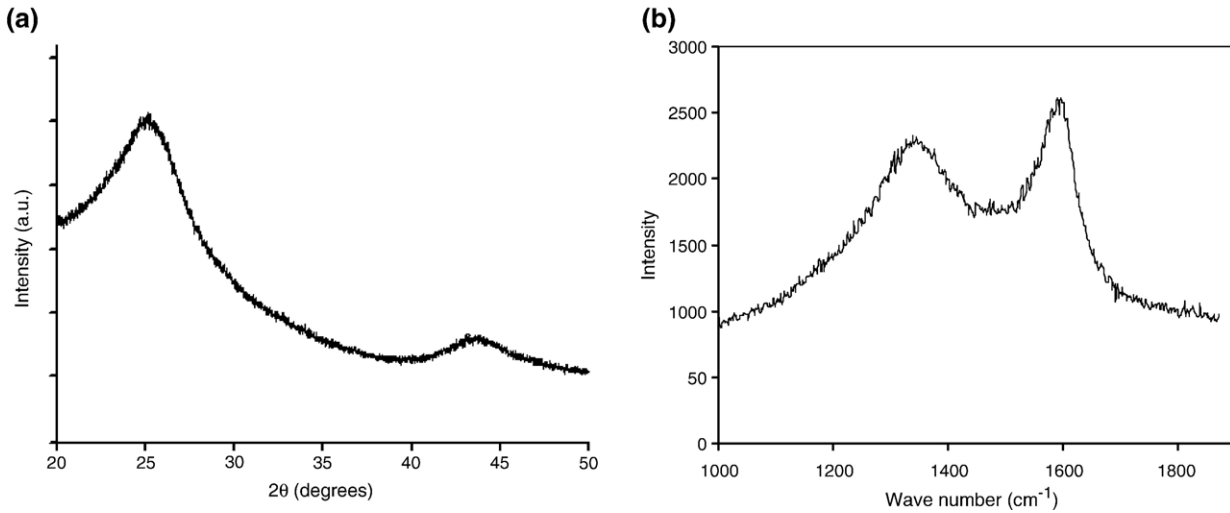 (a)
Intensity (a.u.)
20 25 30 35 40 45 50
2θ (degrees)
(b)
3000
2500
2000
1500
1000
50
0
Intensity
1000 1200 1400 1600 1800
Wave number (cm⁻¹)